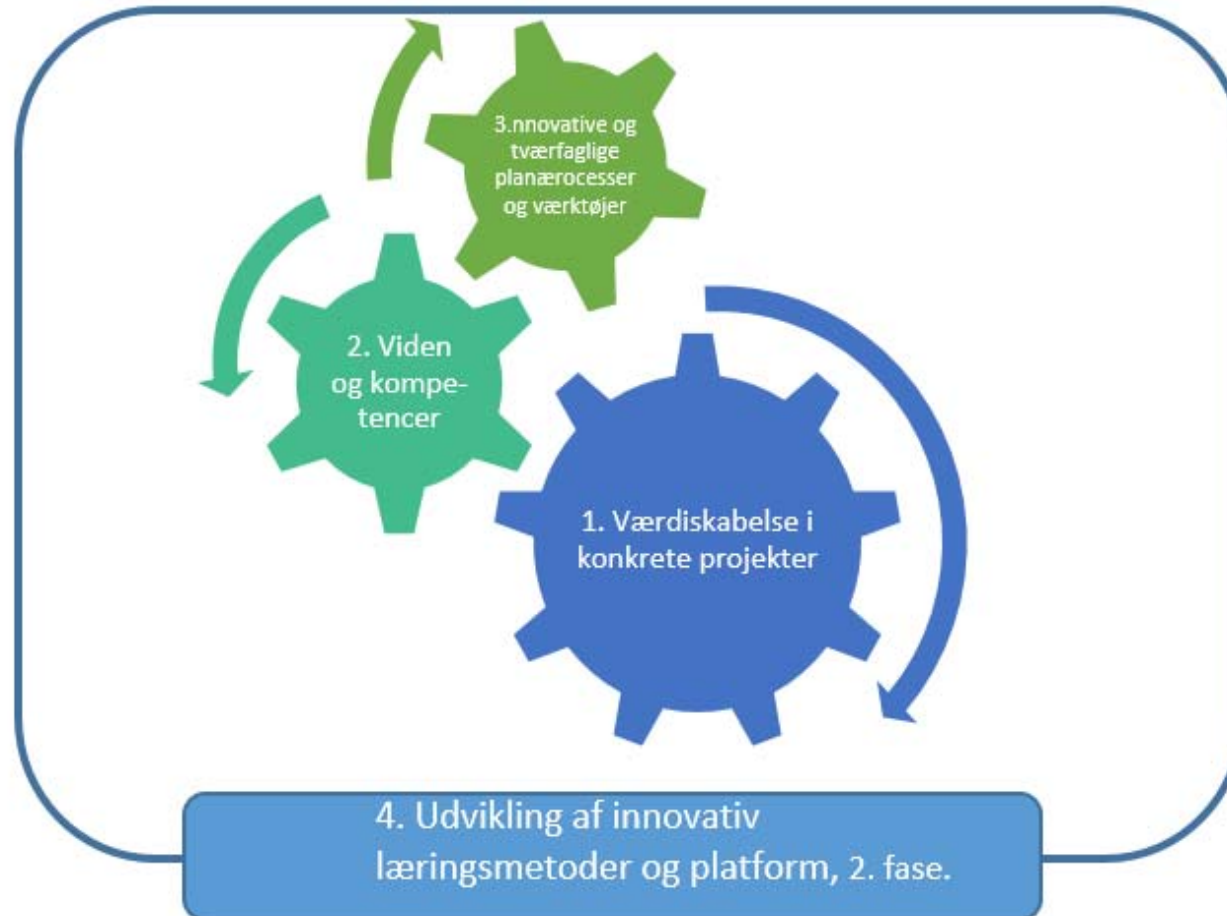 3.nnovative og
tværfaglige
planærocesser
og værktøjer
2. Viden
og kompe-
tencer
1. Værdiskabelse i
konkrete projekter
4. Udvikling af innovativ
læringsmetoder og platform, 2. fase.